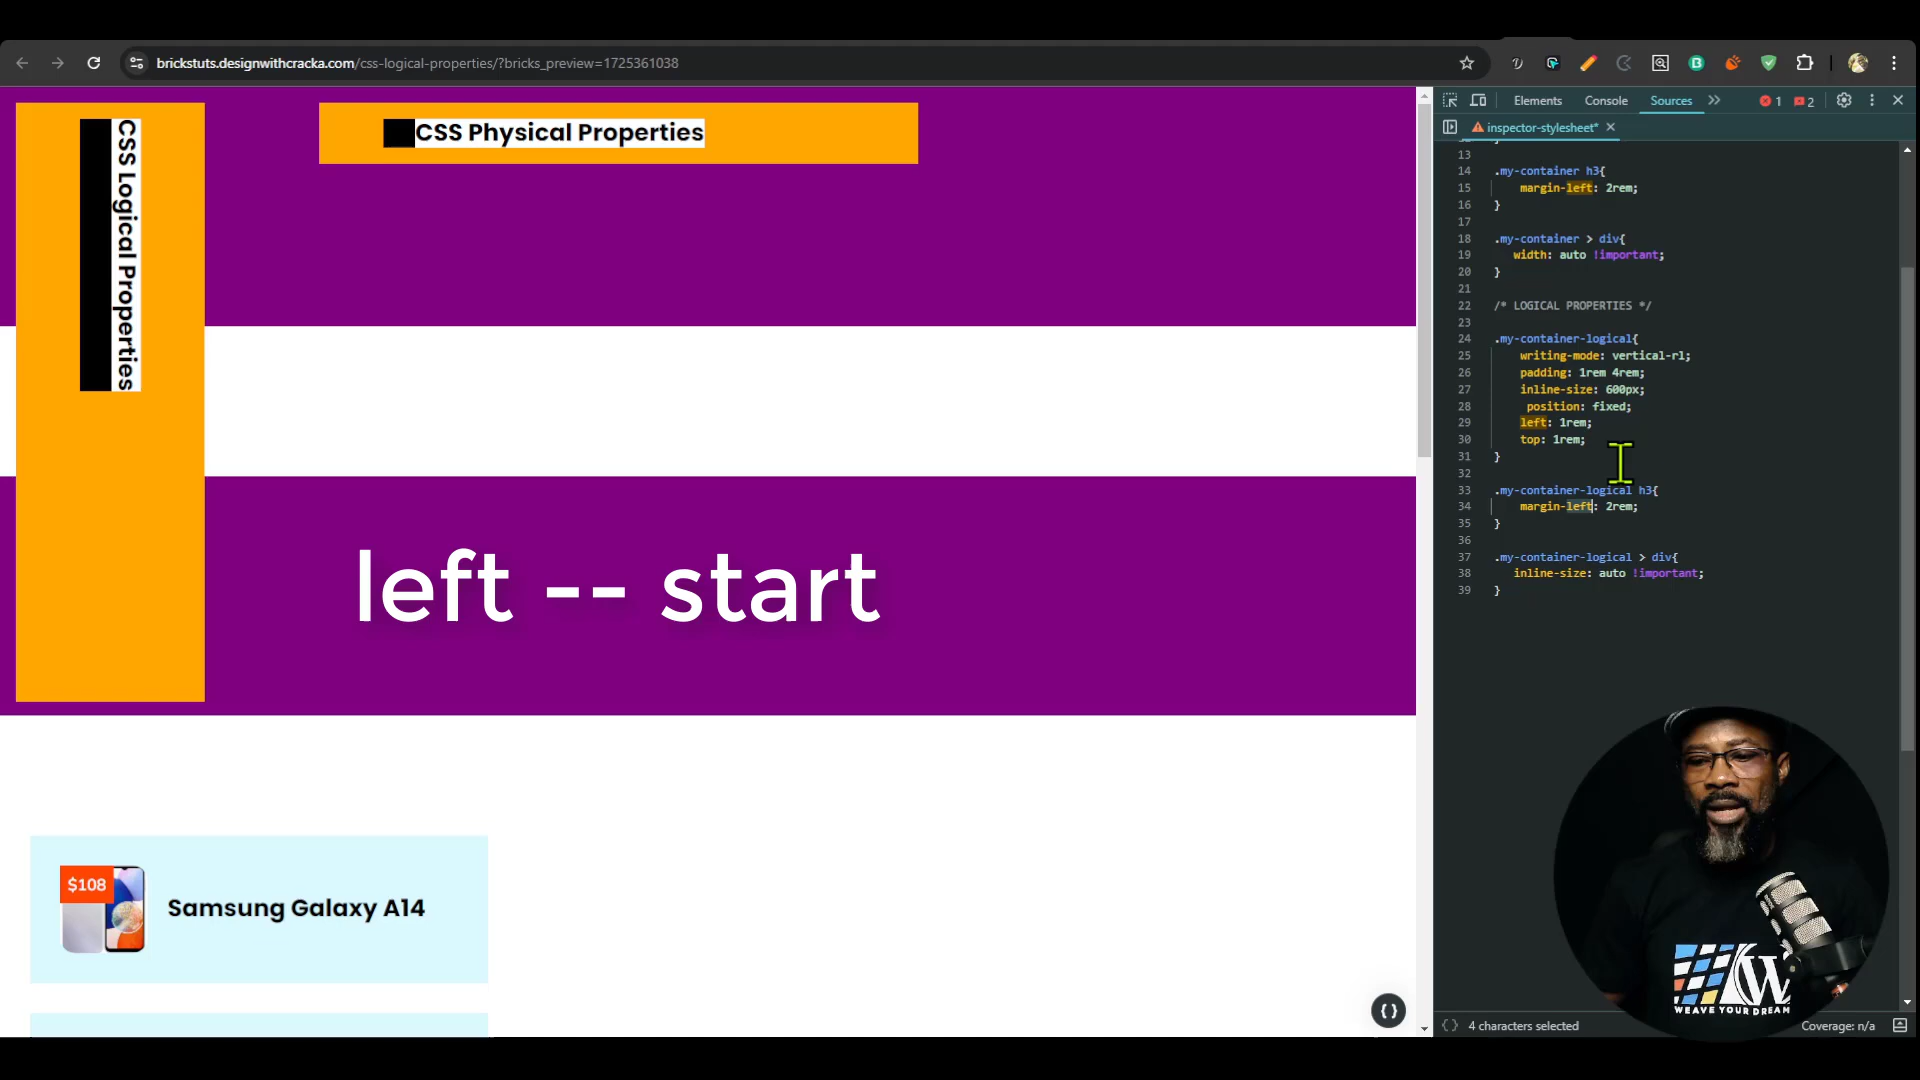 brickstuts.designwithcracka.com/css-logical-properties/?bricks_preview=1725361038
CSS Logical Properties
CSS Physical Properties
left -- start
$108
Samsung Galaxy A14
Elements Console Sources 1 2
inspector-stylesheet*
13
14 .my-container h3{
15 margin-left: 2rem;
16 }
17
18 .my-container > div{
19 width: auto !important;
20 }
21
22 /* LOGICAL PROPERTIES */
23
24 .my-container-logical{
25 writing-mode: vertical-rl;
26 padding: 1rem 4rem;
27 inline-size: 600px;
28 position: fixed;
29 left: 1rem;
30 top: 1rem;
31 }
32
33 .my-container-logical h3{
34 margin-left: 2rem;
35 }
36
37 .my-container-logical > div{
38 inline-size: auto !important;
39 }
W
WEAVE YOUR DREAM
{ } 4 characters selected
Coverage: n/a